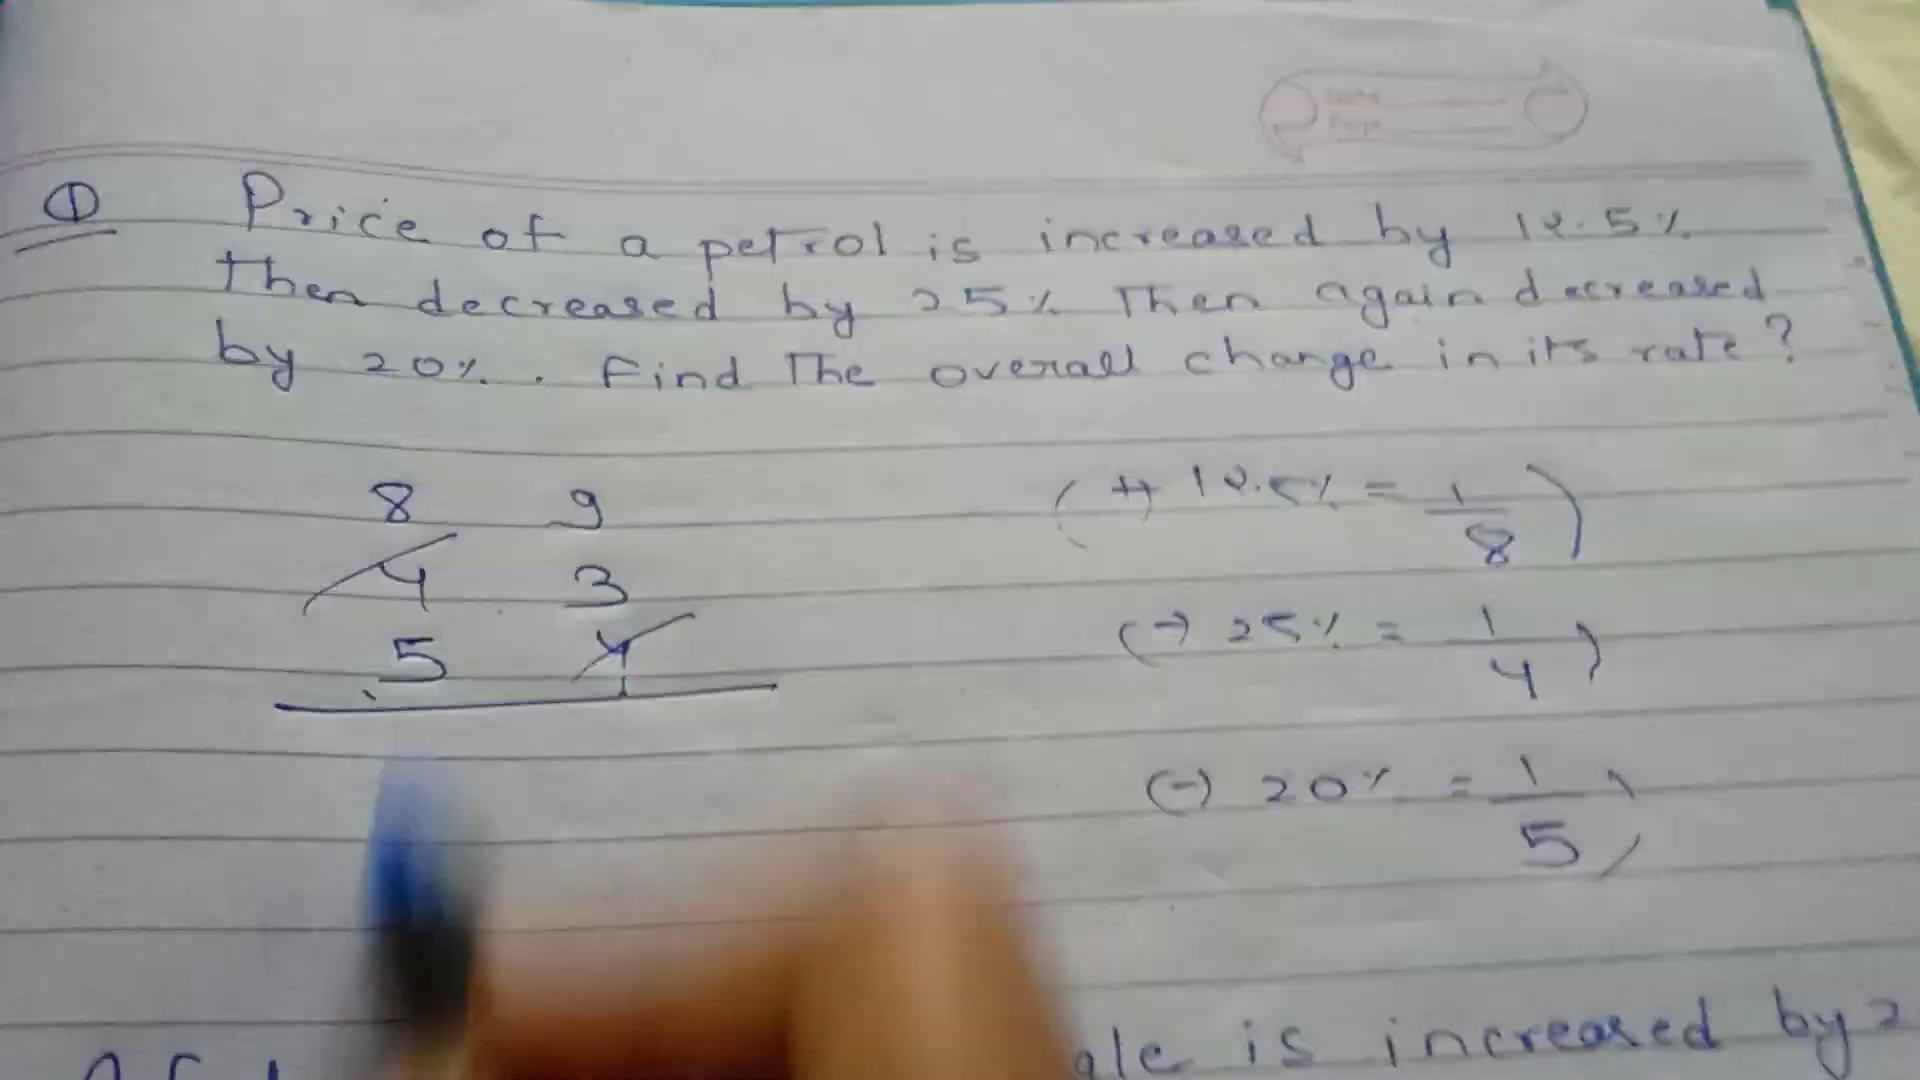 ① Price of a petrol is increased by 12.5%
Then decreased by 25% Then again decreased
by 20%. Find The overall change in its rate?
8 9
4 3
5 4
(+) 12.5% = 1/8)
(-) 25% = 1/4)
(-) 20% = 1/5)
is increased by 2